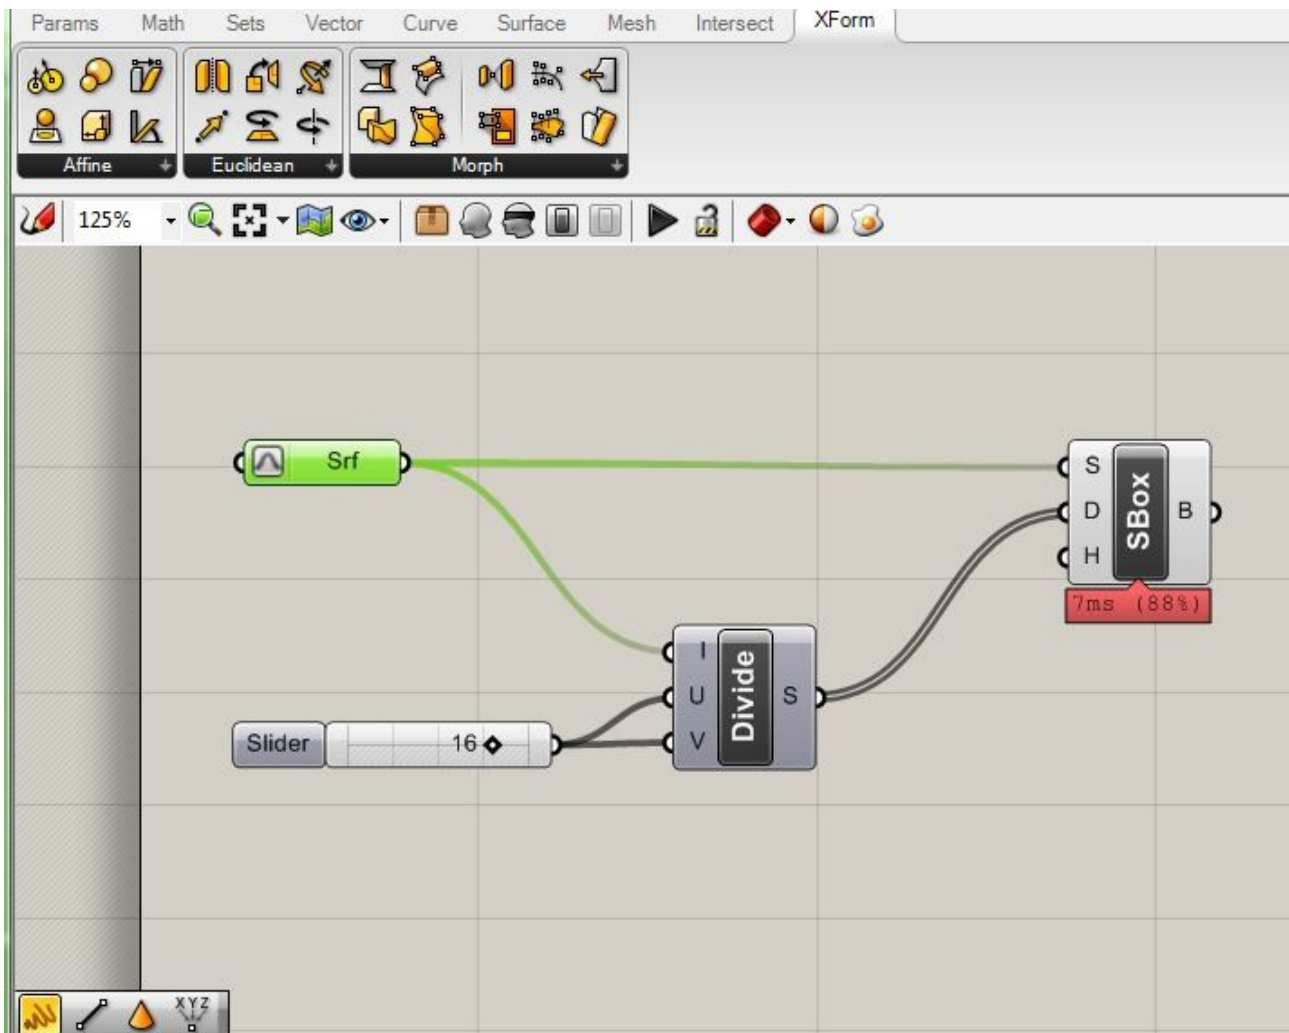 Params Math Sets Vector Curve Surface Mesh Intersect XForm
Affine Euclidean Morph
125%
Srf
S
D
H
SBox
B
7ms (88%)
I
U
V
Divide
S
Slider
16
XYZ